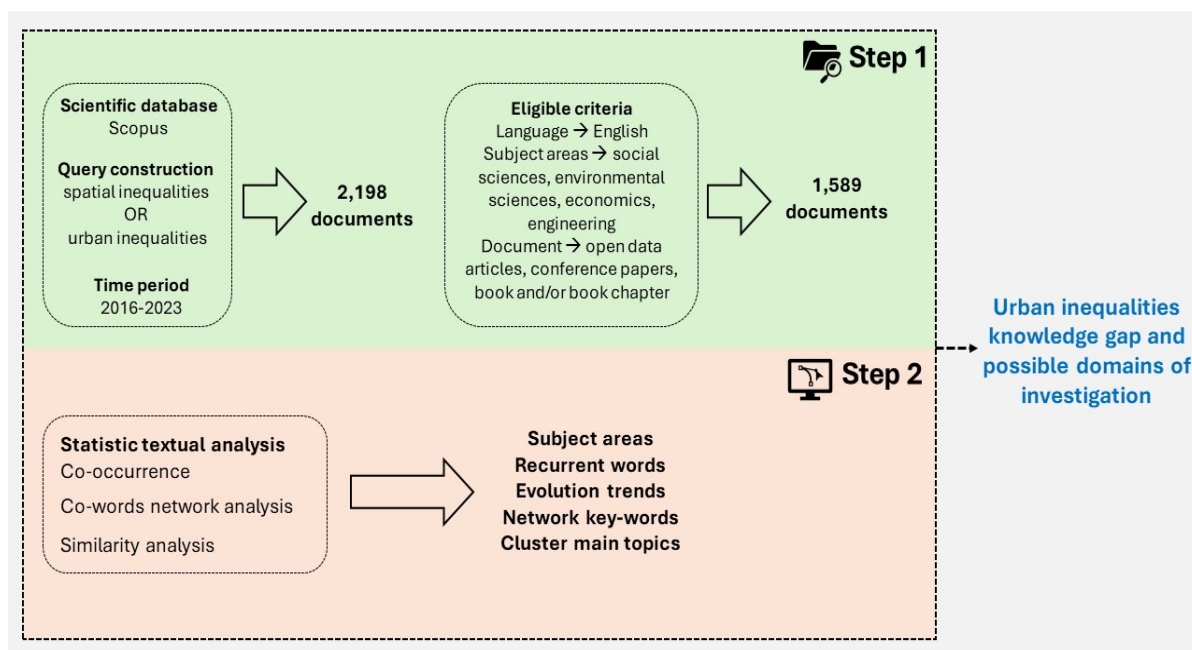 Step 1
Scientific database
Scopus
Query construction
spatial inequalities
OR
urban inequalities
Time period
2016-2023
2,198
documents
Eligible criteria
Language → English
Subject areas → social
sciences, environmental
sciences, economics,
engineering
Document → open data
articles, conference papers,
book and/or book chapter
1,589
documents
Step 2
Statistic textual analysis
Co-occurrence
Co-words network analysis
Similarity analysis
Subject areas
Recurrent words
Evolution trends
Network key-words
Cluster main topics
Urban inequalities
knowledge gap and
possible domains of
investigation